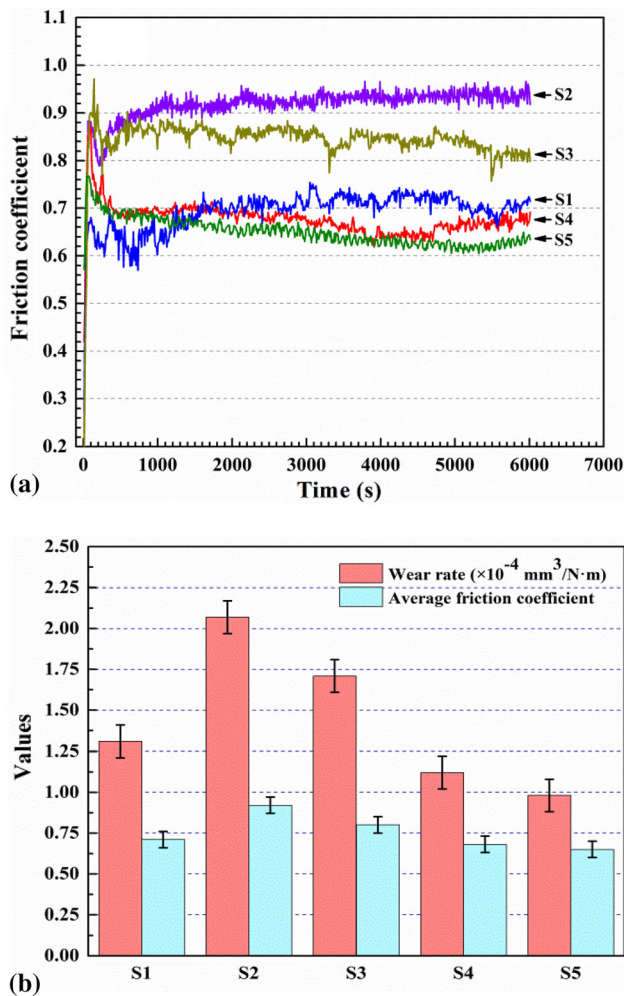 1.1
1.0
0.9
0.8
0.7
0.6
0.5
0.4
0.3
0.2
Friction coefficicent
S2
S3
S1
S4
S5
0 1000 2000 3000 4000 5000 6000 7000
Time (s)
(a)
2.50
2.25
2.00
1.75
1.50
1.25
1.00
0.75
0.50
0.25
0.00
Values
Wear rate (×10⁻⁴ mm³/N·m)
Average friction coefficient
S1 S2 S3 S4 S5
(b)